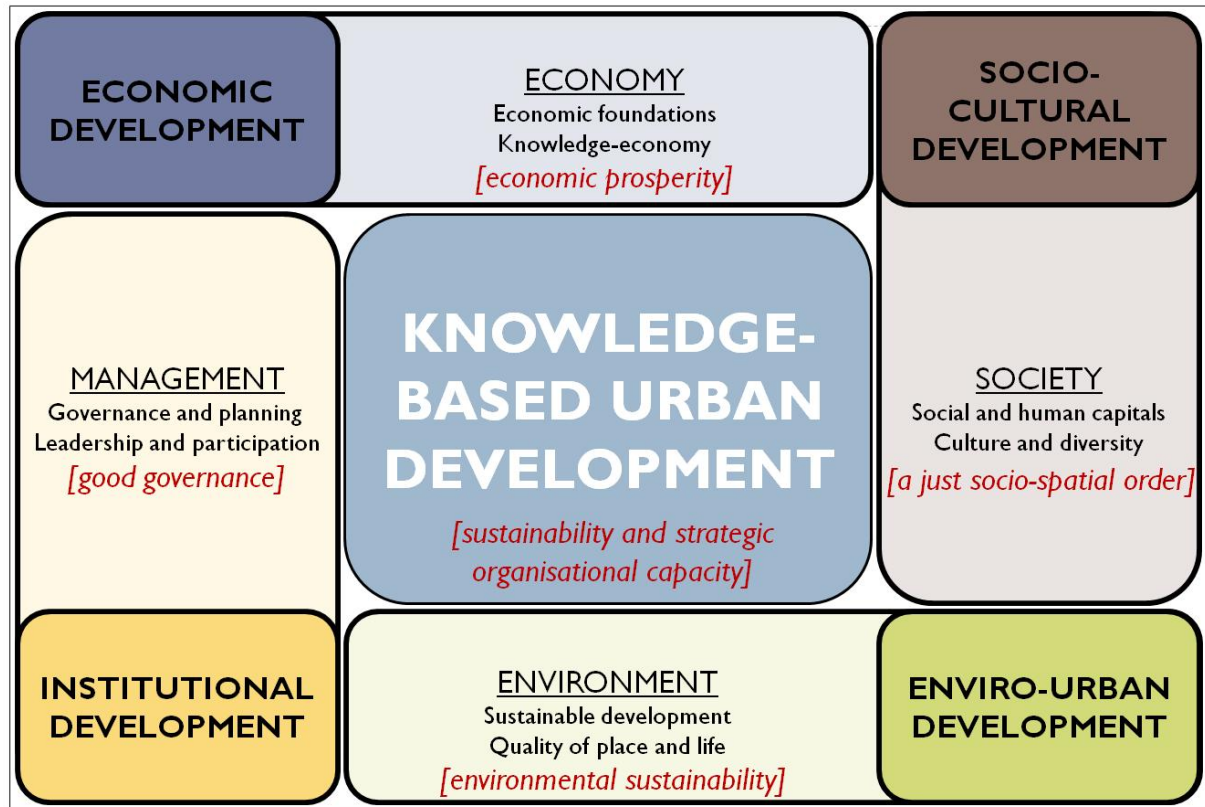 ECONOMIC
DEVELOPMENT
ECONOMY
Economic foundations
Knowledge-economy
[economic prosperity]
SOCIO-
CULTURAL
DEVELOPMENT
MANAGEMENT
Governance and planning
Leadership and participation
[good governance]
KNOWLEDGE-
BASED URBAN
DEVELOPMENT
[sustainability and strategic
organisational capacity]
SOCIETY
Social and human capitals
Culture and diversity
[a just socio-spatial order]
INSTITUTIONAL
DEVELOPMENT
ENVIRONMENT
Sustainable development
Quality of place and life
[environmental sustainability]
ENVIRO-URBAN
DEVELOPMENT